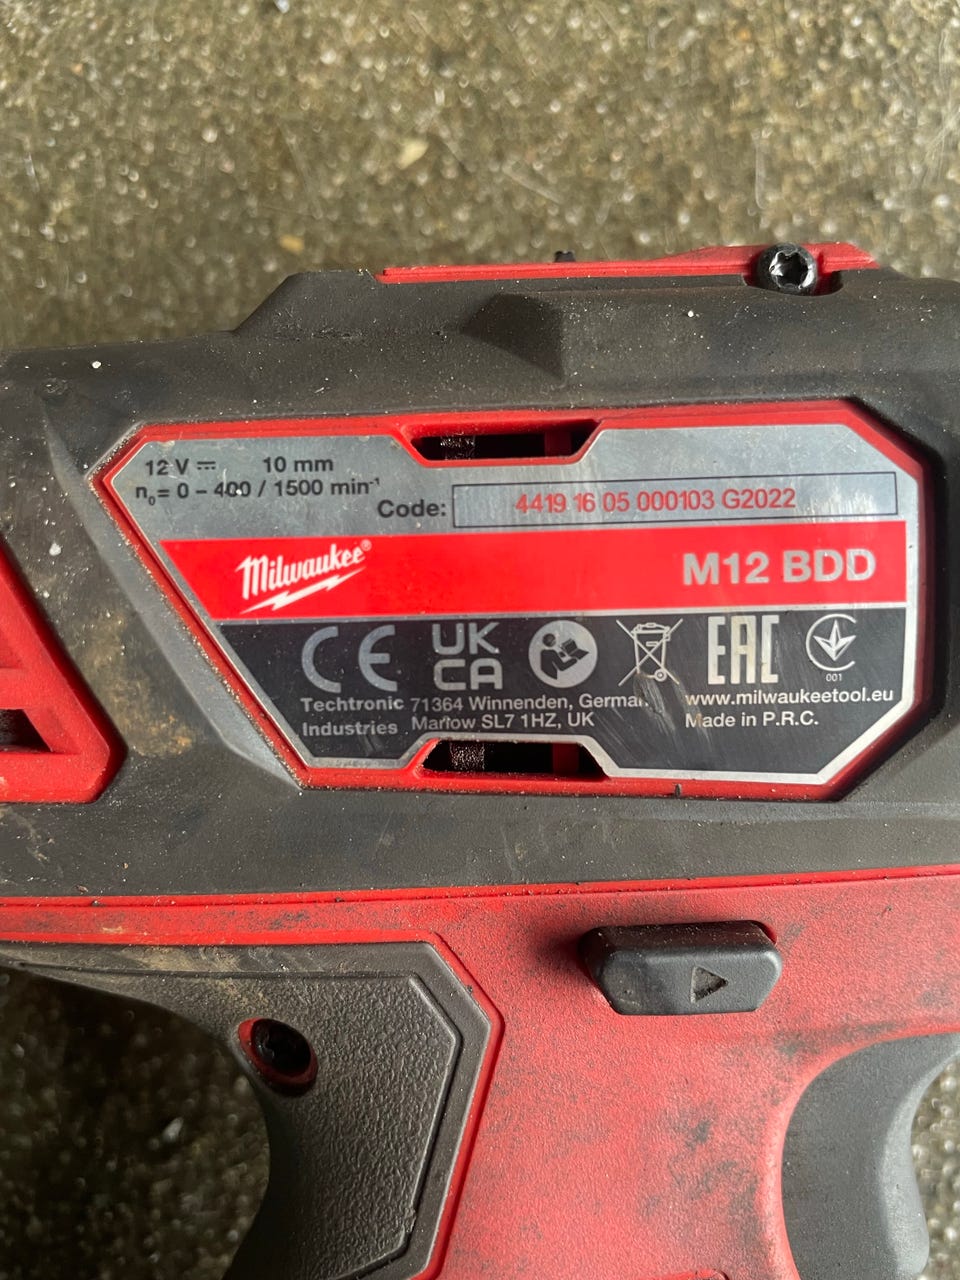 12 V ⎓ 10 mm
n₀= 0 – 400 / 1500 min⁻¹
Code: 4419 16 05 000103 G2022
Milwaukee®
M12 BDD
CE UK CA EAC
001
Techtronic Industries
71364 Winnenden, German
Marlow SL7 1HZ, UK
www.milwaukeetool.eu
Made in P.R.C.